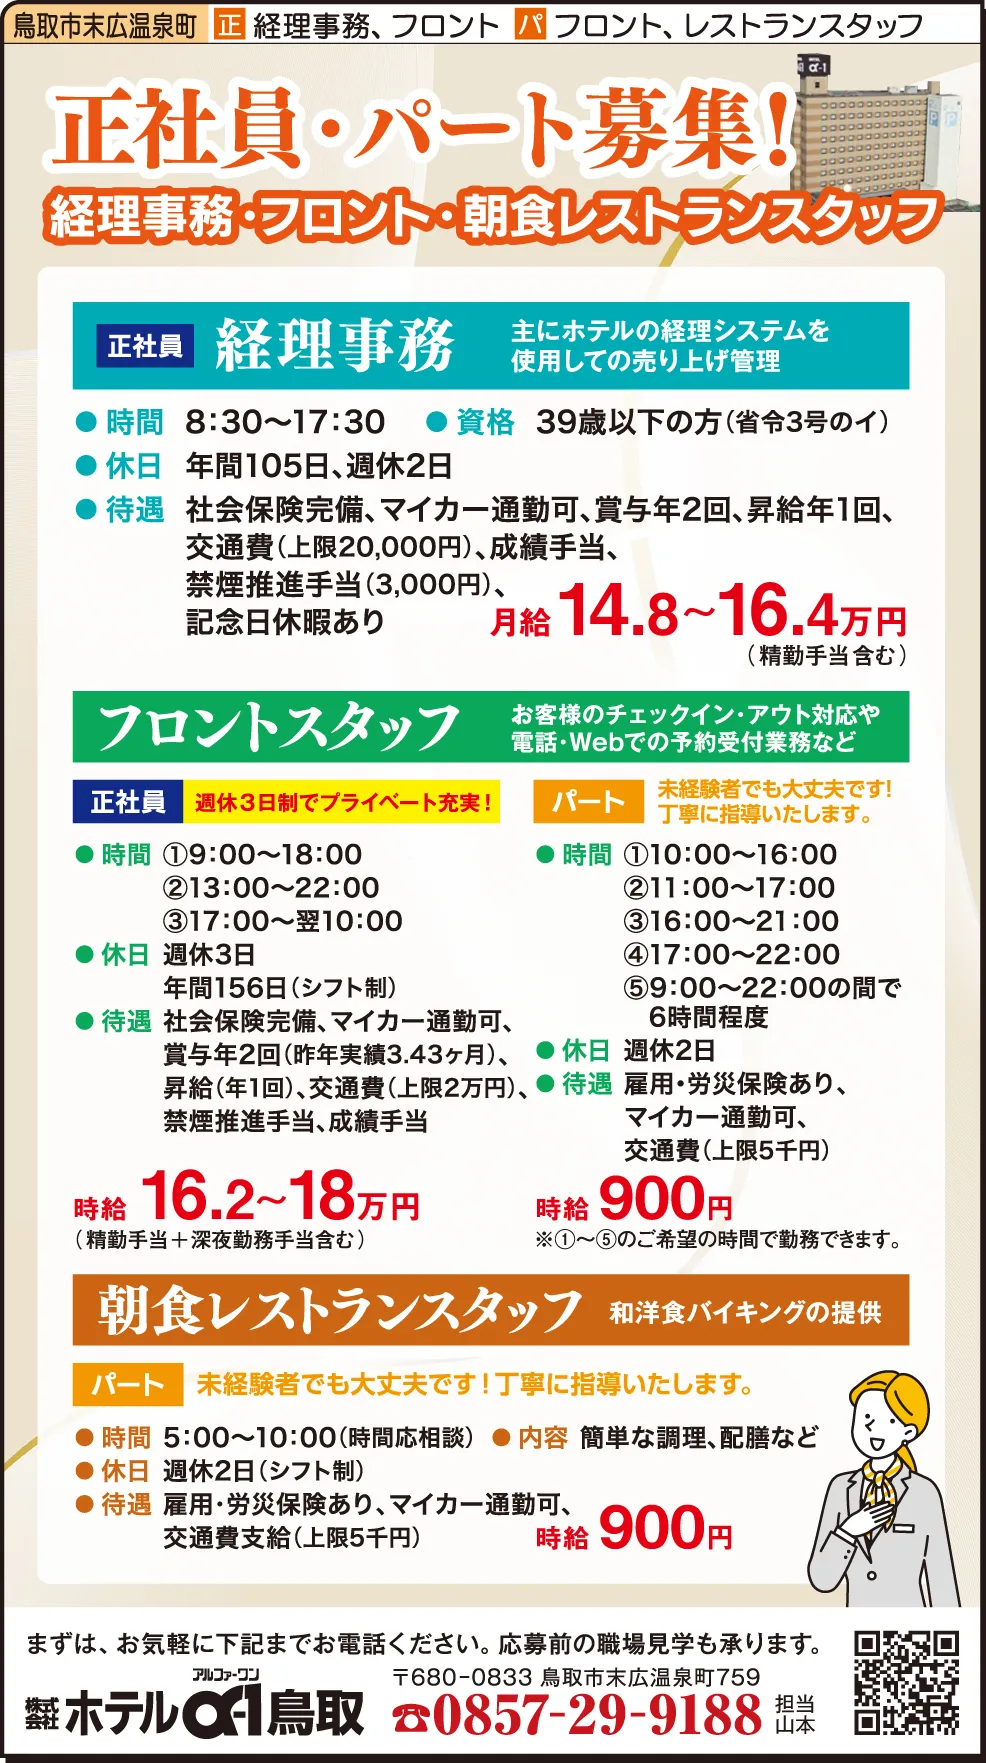 鳥取市末広温泉町 正 経理事務、フロント パ フロント、レストランスタッフ
α-1
正社員・パート募集!
経理事務・フロント・朝食レストランスタッフ
正社員 経理事務
主にホテルの経理システムを
使用しての売り上げ管理
●時間 8:30〜17:30 ●資格 39歳以下の方(省令3号のイ)
●休日 年間105日、週休2日
●待遇 社会保険完備、マイカー通勤可、賞与年2回、昇給年1回、
交通費(上限20,000円)、成績手当、
禁煙推進手当(3,000円)、
記念日休暇あり
月給14.8〜16.4万円
(精勤手当含む)
フロントスタッフ
お客様のチェックイン・アウト対応や
電話・Webでの予約受付業務など
正社員 週休3日制でプライベート充実!
●時間 ①9:00〜18:00
②13:00〜22:00
③17:00〜翌10:00
●休日 週休3日
年間156日(シフト制)
●待遇 社会保険完備、マイカー通勤可、
賞与年2回(昨年実績3.43ヶ月)、
昇給(年1回)、交通費(上限2万円)、
禁煙推進手当、成績手当
時給16.2〜18万円
(精勤手当+深夜勤務手当含む)
パート
未経験者でも大丈夫です!
丁寧に指導いたします。
●時間 ①10:00〜16:00
②11:00〜17:00
③16:00〜21:00
④17:00〜22:00
⑤9:00〜22:00の間で
6時間程度
●休日 週休2日
●待遇 雇用・労災保険あり、
マイカー通勤可、
交通費(上限5千円)
時給900円
※①〜⑤のご希望の時間で勤務できます。
朝食レストランスタッフ 和洋食バイキングの提供
パート 未経験者でも大丈夫です!丁寧に指導いたします。
●時間 5:00〜10:00(時間応相談) ●内容 簡単な調理、配膳など
●休日 週休2日(シフト制)
●待遇 雇用・労災保険あり、マイカー通勤可、
交通費支給(上限5千円)
時給900円
まずは、お気軽に下記までお電話ください。応募前の職場見学も承ります。
アルファーワン
株式会社ホテルα-1鳥取
〒680-0833 鳥取市末広温泉町759
☎0857-29-9188 担当
山本